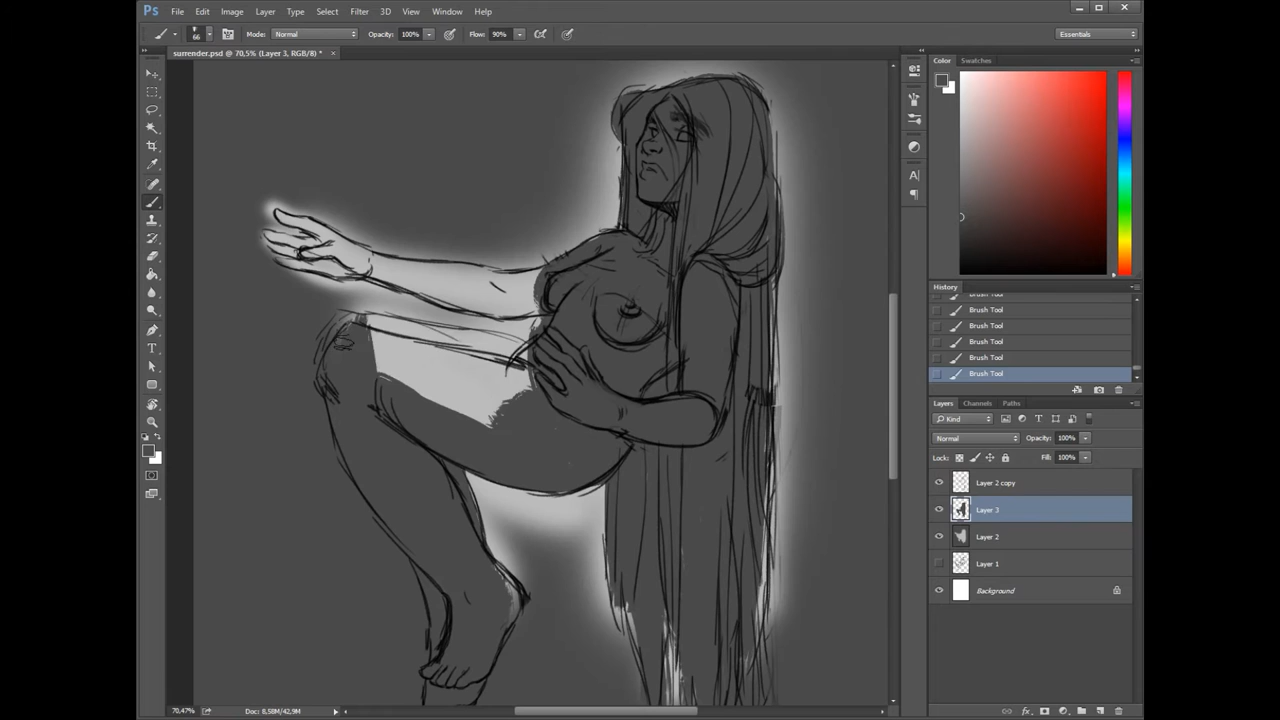 Ps File Edit Image Layer Type Select Filter 3D View Window Help
66 Mode: Normal Opacity: 100% Flow: 90% Essentials
surrender.psd @ 70,5% (Layer 3, RGB/8) * ×
Color Swatches
History
Brush Tool
Brush Tool
Brush Tool
Brush Tool
Brush Tool
Layers Channels Paths
Kind
Normal Opacity: 100%
Lock: Fill: 100%
Layer 2 copy
Layer 3
Layer 2
Layer 1
Background
70,47% Doc: 8,58M/42,9M